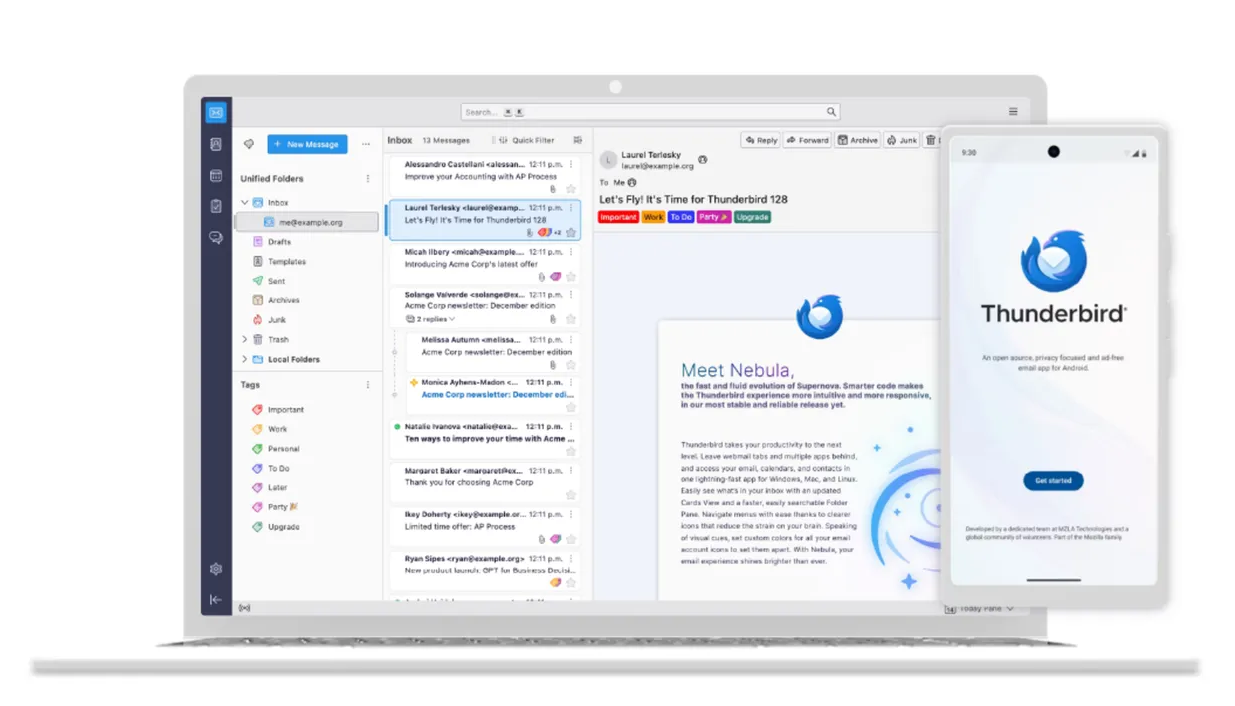 Search...
+ New Message
Unified Folders
Inbox
me@example.org
Drafts
Templates
Sent
Archives
Junk
Trash
Local Folders
Tags
Important
Work
Personal
To Do
Later
Party
Upgrade
Inbox 13 Messages Quick Filter
Alessandro Castellani <alessan... 12:11 p.m.
Improve your Accounting with AP Process
Laurel Terlesky <laurel@examp... 12:11 p.m.
Let's Fly! It's Time for Thunderbird 128
+2
Micah Ilbery <micah@example.... 12:11 p.m.
Introducing Acme Corp's latest offer
Solange Valverde <solange@ex... 12:11 p.m.
Acme Corp newsletter: December edition
2 replies
Melissa Autumn <melissa... 12:11 p.m.
Acme Corp newsletter: December edition
Monica Ayhens-Madon <... 12:11 p.m.
Acme Corp newsletter: December edi...
Natalie Ivanova <natalie@exa... 12:11 p.m.
Ten ways to improve your time with Acme ...
Margaret Baker <margaret@ex... 12:11 p.m.
Thank you for choosing Acme Corp
Ikey Doherty <ikey@example.or... 12:11 p.m.
Limited time offer: AP Process
Ryan Sipes <ryan@example.org> 12:11 p.m.
New product launch: GPT for Business Decisi...
Reply Forward Archive Junk
L
Laurel Terlesky
laurel@example.org
To Me
Let's Fly! It's Time for Thunderbird 128
Important Work To Do Party Upgrade
Meet Nebula,
the fast and fluid evolution of Supernova. Smarter code makes
the Thunderbird experience more intuitive and more responsive,
in our most stable and reliable release yet.
Thunderbird takes your productivity to the next
level. Leave webmail tabs and multiple apps behind,
and access your email, calendars, and contacts in
one lightning-fast app for Windows, Mac, and Linux.
Easily see what's in your inbox with an updated
Cards View and a faster, easily searchable Folder
Pane. Navigate menus with ease thanks to clearer
icons that reduce the strain on your brain. Speaking
of visual cues, set custom colors for all your email
account icons to set them apart. With Nebula, your
email experience shines brighter than ever.
Today Pane
9:30
Thunderbird
An open source, privacy focused and ad-free
email app for Android.
Get started
Developed by a dedicated team at MZLA Technologies and a
global community of volunteers. Part of the Mozilla family.